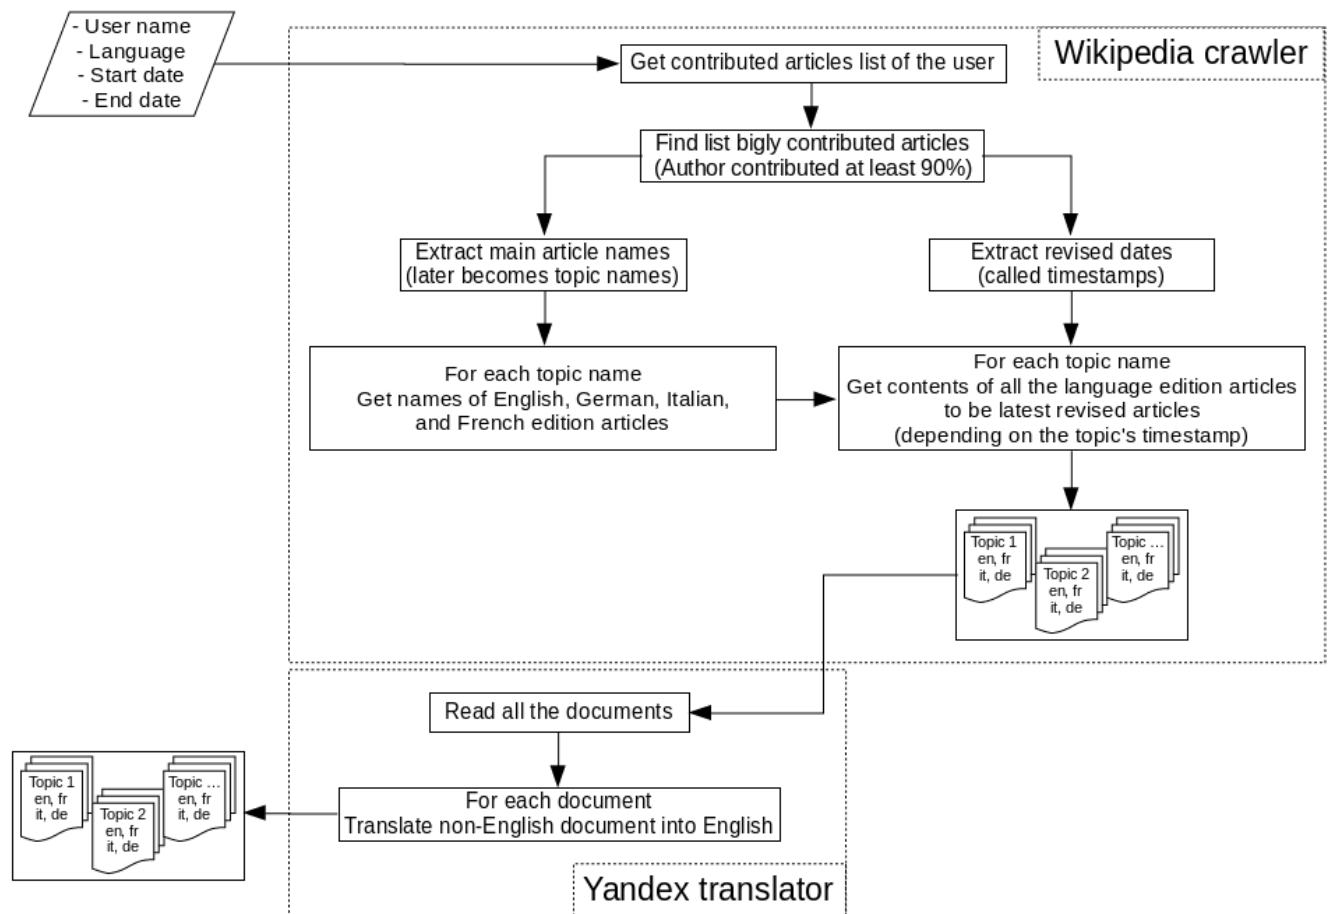 - User name
- Language
- Start date
- End date
Wikipedia crawler
Get contributed articles list of the user
Find list bigly contributed articles
(Author contributed at least 90%)
Extract main article names
(later becomes topic names)
Extract revised dates
(called timestamps)
For each topic name
Get names of English, German, Italian,
and French edition articles
For each topic name
Get contents of all the language edition articles
to be latest revised articles
(depending on the topic's timestamp)
Topic 1
en, fr
it, de
Topic 2
en, fr
it, de
Topic ...
en, fr
it, de
Read all the documents
For each document
Translate non-English document into English
Topic 1
en, fr
it, de
Topic 2
en, fr
it, de
Topic ...
en, fr
it, de
Yandex translator